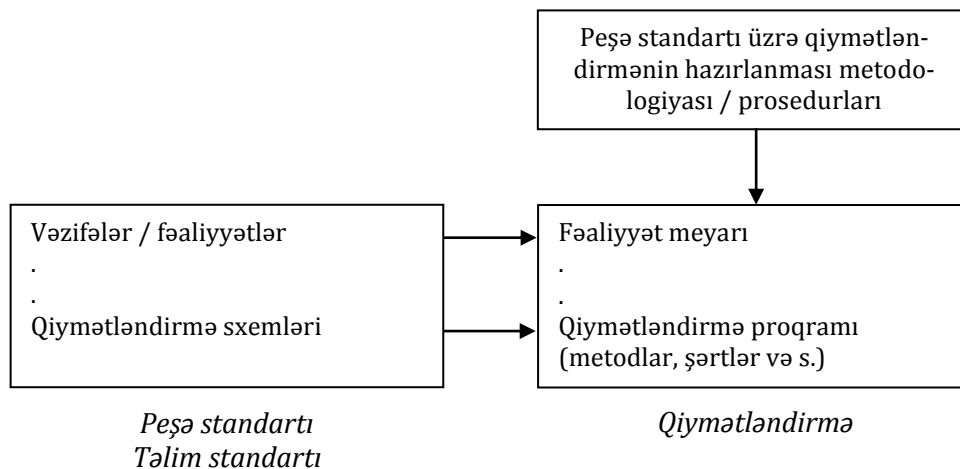 Peşə standartı üzrə qiymətlən-
dirmənin hazırlanması metodo-
logiyası / prosedurları
Vəzifələr / fəaliyyətlər
.
.
Qiymətləndirmə sxemləri
Fəaliyyət meyarı
.
.
Qiymətləndirmə proqramı
(metodlar, şərtlər və s.)
Peşə standartı
Təlim standartı
Qiymətləndirmə